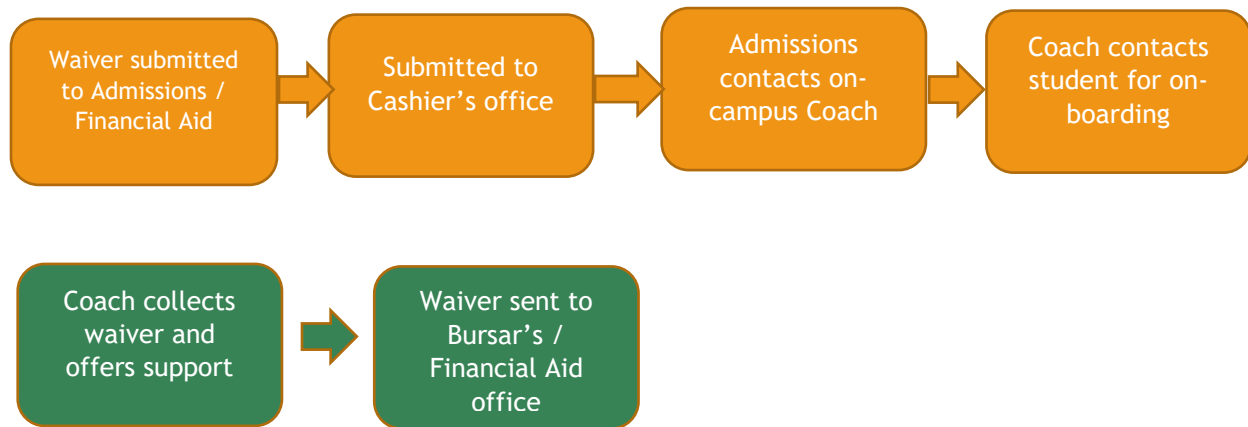 Waiver submitted
to Admissions /
Financial Aid
Submitted to
Cashier’s office
Admissions
contacts on-
campus Coach
Coach contacts
student for on-
boarding
Coach collects
waiver and
offers support
Waiver sent to
Bursar’s /
Financial Aid
office